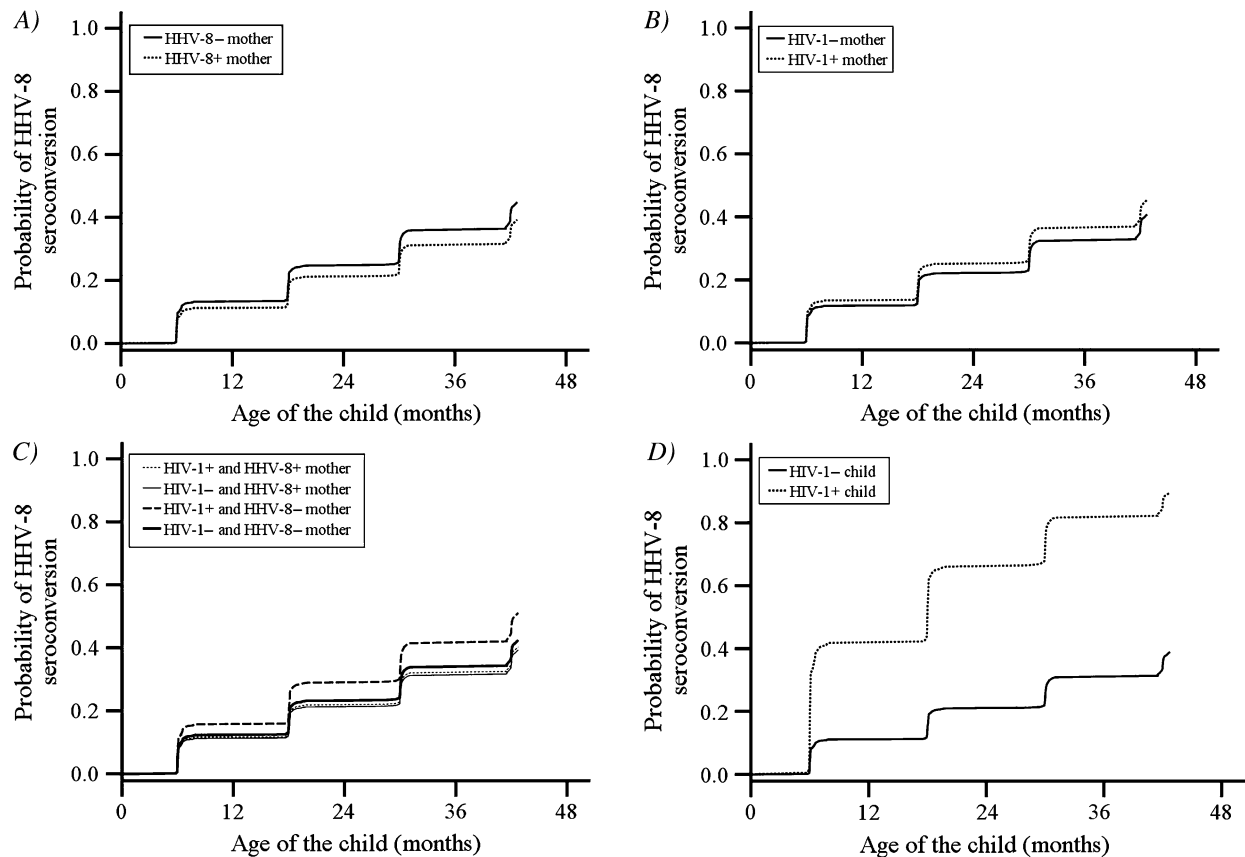 A)
HHV-8– mother
HHV-8+ mother
Probability of HHV-8
seroconversion
1.0
0.8
0.6
0.4
0.2
0.0
0 12 24 36 48
Age of the child (months)
B)
HIV-1– mother
HIV-1+ mother
Probability of HHV-8
seroconversion
1.0
0.8
0.6
0.4
0.2
0.0
0 12 24 36 48
Age of the child (months)
C)
HIV-1+ and HHV-8+ mother
HIV-1– and HHV-8+ mother
HIV-1+ and HHV-8– mother
HIV-1– and HHV-8– mother
Probability of HHV-8
seroconversion
1.0
0.8
0.6
0.4
0.2
0.0
0 12 24 36 48
Age of the child (months)
D)
HIV-1– child
HIV-1+ child
Probability of HHV-8
seroconversion
1.0
0.8
0.6
0.4
0.2
0.0
0 12 24 36 48
Age of the child (months)